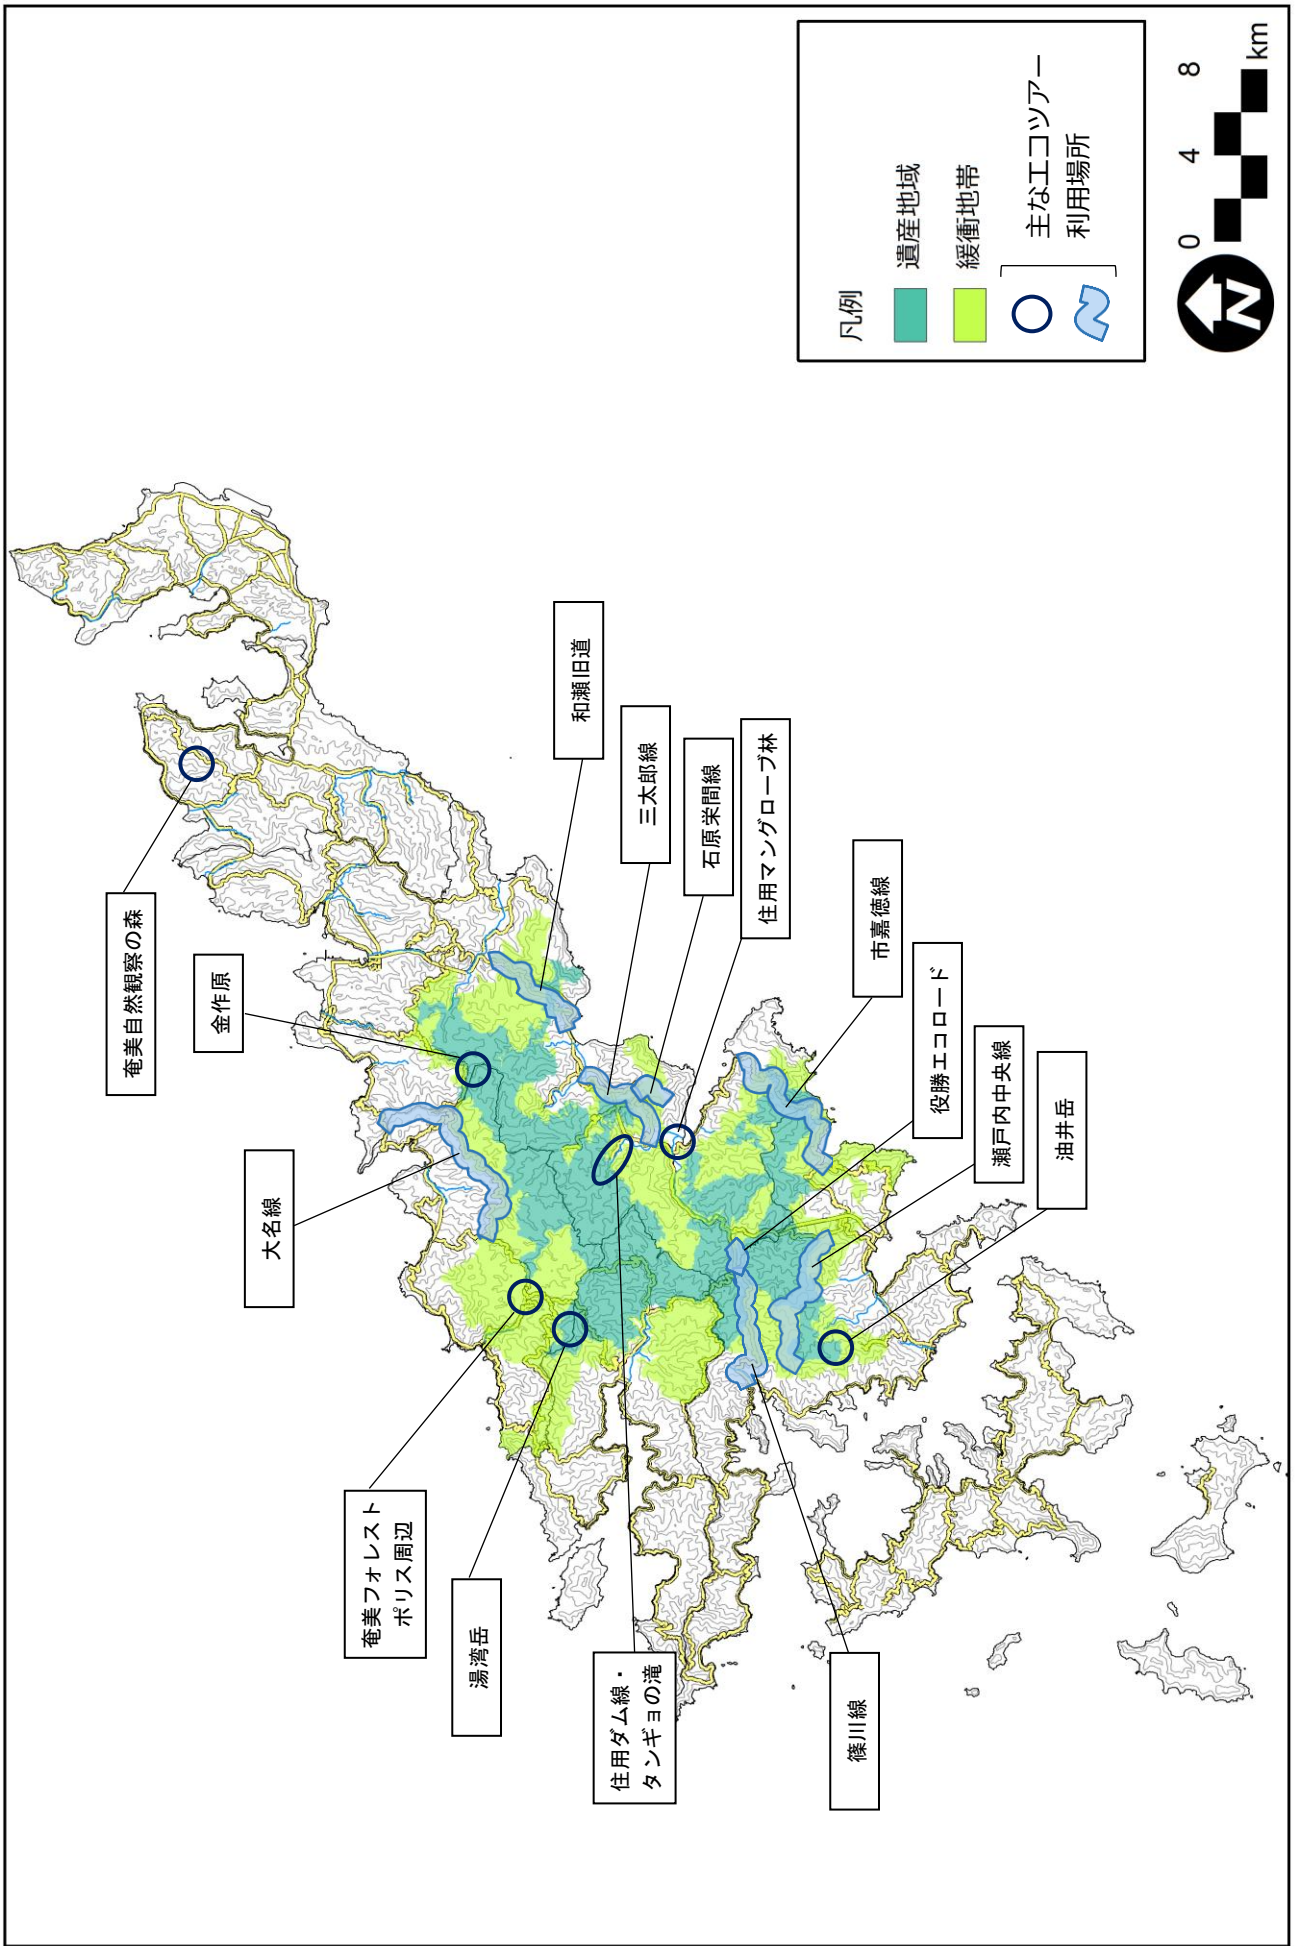 奄美自然観察の森
金作原
大名線
奄美フォレスト
ポリス周辺
湯湾岳
住用ダム線・
タンギョの滝
篠川線
和瀬旧道
三太郎線
石原栄間線
住用マングローブ林
市嘉徳線
役勝エコロード
瀬戸内中央線
油井岳
凡例
遺産地域
緩衝地帯
主なエコツアー
利用場所
N
0 4 8
km